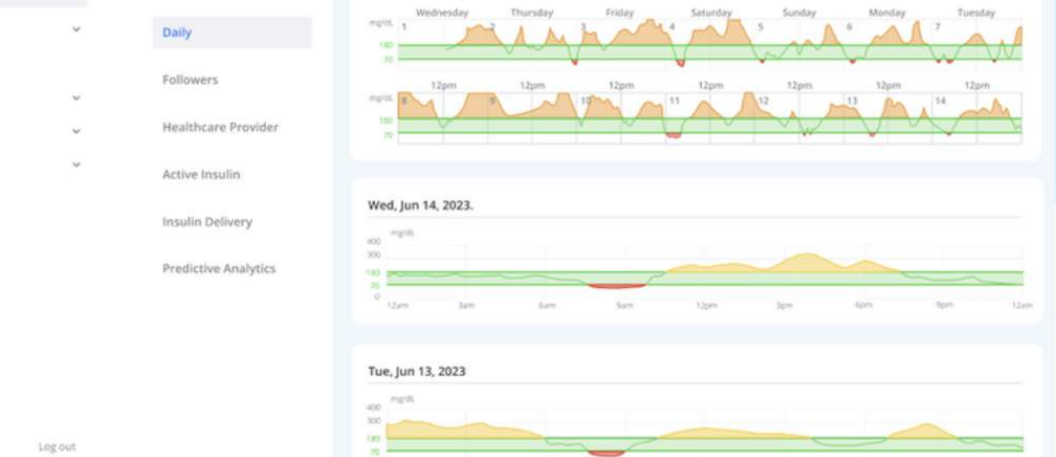 Daily
Followers
Healthcare Provider
Active Insulin
Insulin Delivery
Predictive Analytics
Log out
Wednesday Thursday Friday Saturday Sunday Monday Tuesday
mg/dL 1 2 3 4 5 6 7
180
70
12pm 12pm 12pm 12pm 12pm 12pm 12pm
mg/dL 8 9 10 11 12 13 14
180
70
Wed, Jun 14, 2023.
mg/dL
400
300
180
70
0
12am 3am 6am 9am 12pm 3pm 6pm 9pm 12am
Tue, Jun 13, 2023
mg/dL
400
300
180
70